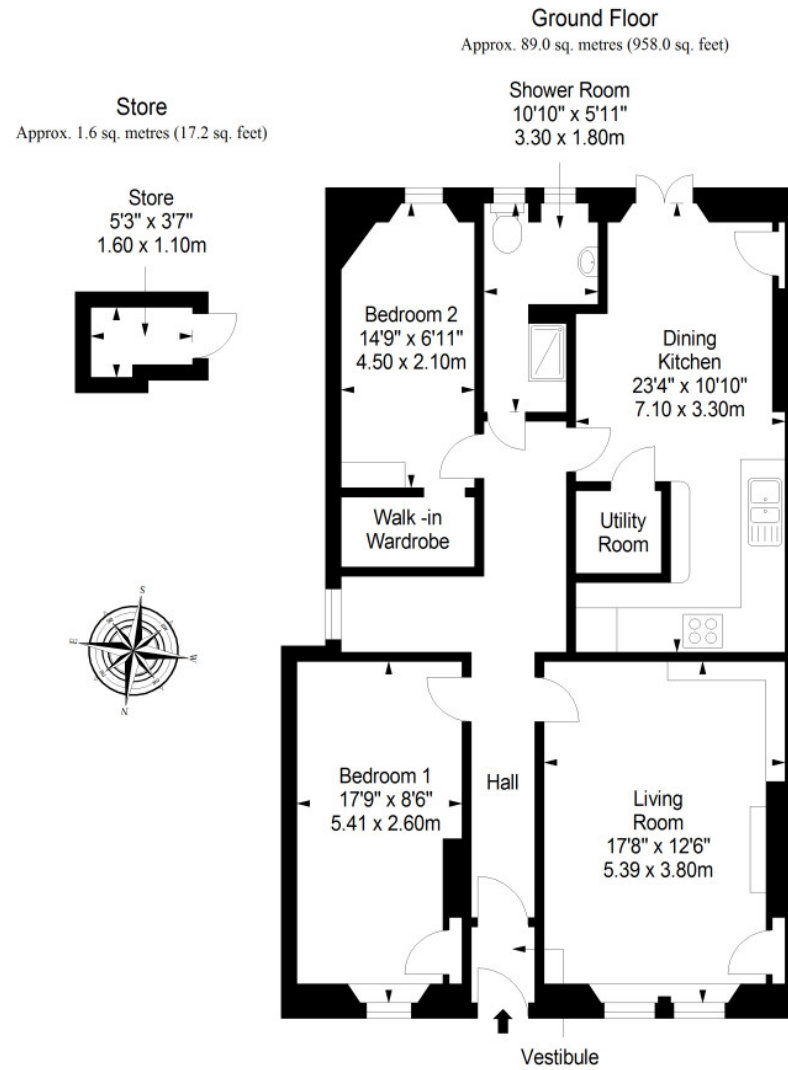 Ground Floor
Approx. 89.0 sq. metres (958.0 sq. feet)
Store
Approx. 1.6 sq. metres (17.2 sq. feet)
Shower Room
10'10" x 5'11"
3.30 x 1.80m
Store
5'3" x 3'7"
1.60 x 1.10m
Bedroom 2
14'9" x 6'11"
4.50 x 2.10m
Dining
Kitchen
23'4" x 10'10"
7.10 x 3.30m
Walk -in
Wardrobe
Utility
Room
S
E
W
N
Bedroom 1
17'9" x 8'6"
5.41 x 2.60m
Hall
Living
Room
17'8" x 12'6"
5.39 x 3.80m
Vestibule